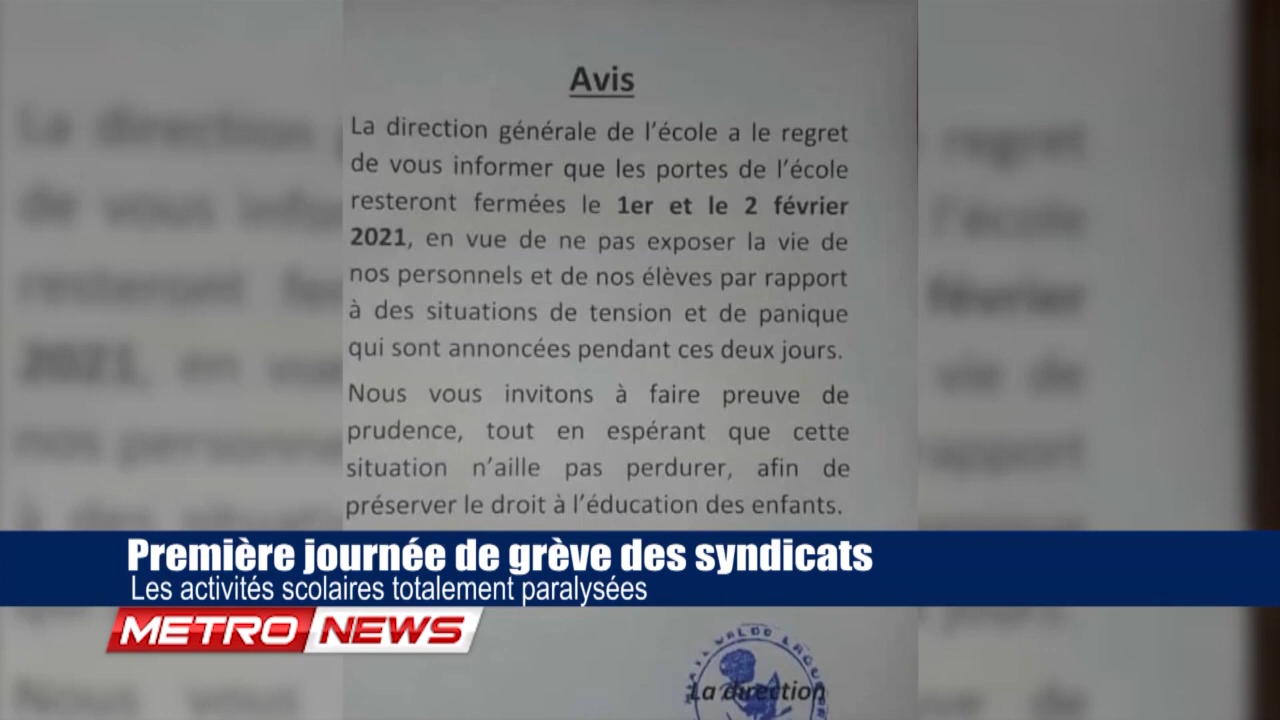 Avis
La direction générale de l'école a le regret
de vous informer que les portes de l'école
resteront fermées le 1er et le 2 février
2021, en vue de ne pas exposer la vie de
nos personnels et de nos élèves par rapport
à des situations de tension et de panique
qui sont annoncées pendant ces deux jours.
Nous vous invitons à faire preuve de
prudence, tout en espérant que cette
situation n'aille pas perdurer, afin de
préserver le droit à l'éducation des enfants.
Première journée de grève des syndicats
Les activités scolaires totalement paralysées
METRO NEWS
La direction